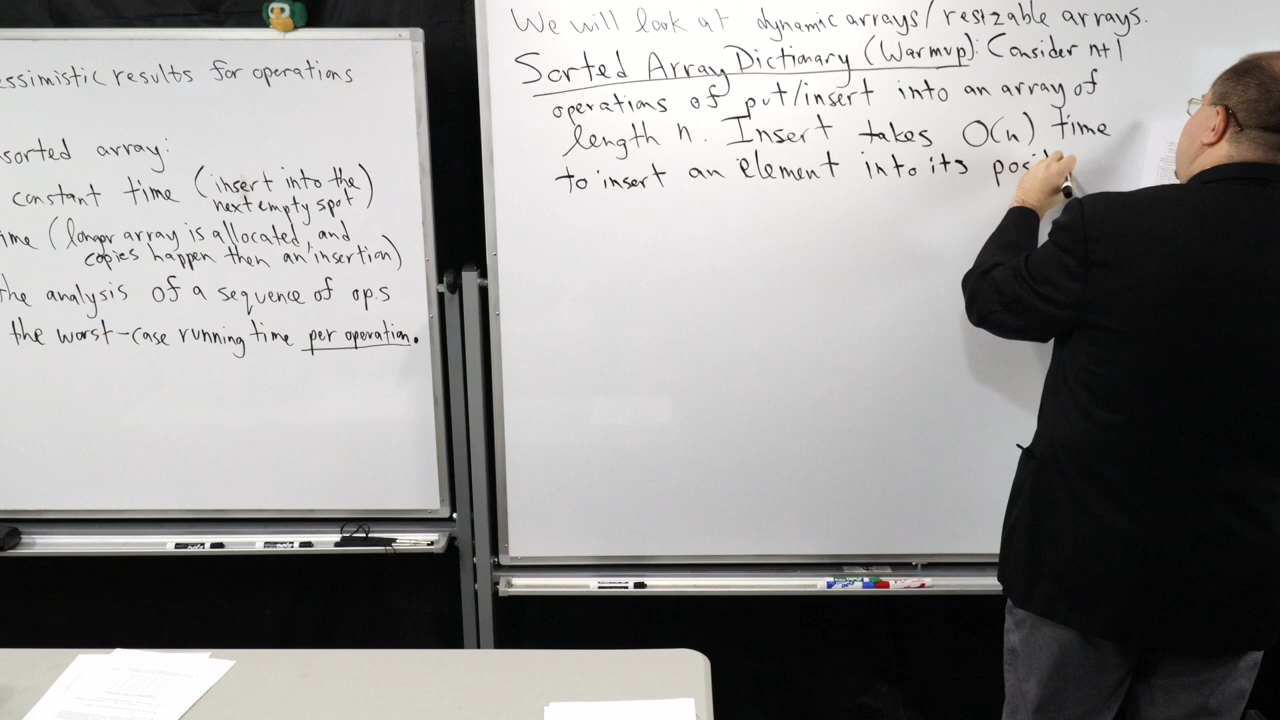 essimistic results for operations
sorted array:
constant time (insert into the
next empty spot)
ime (longer array is allocated, and
copies happen then an insertion)
the analysis of a sequence of op.s
the worst-case running time per operation.
We will look at dynamic arrays/resizable arrays.
Sorted Array Dictionary (Warmup): Consider n+1
operations of put/insert into an array of
length n. Insert takes O(n) time
to insert an element into its posi